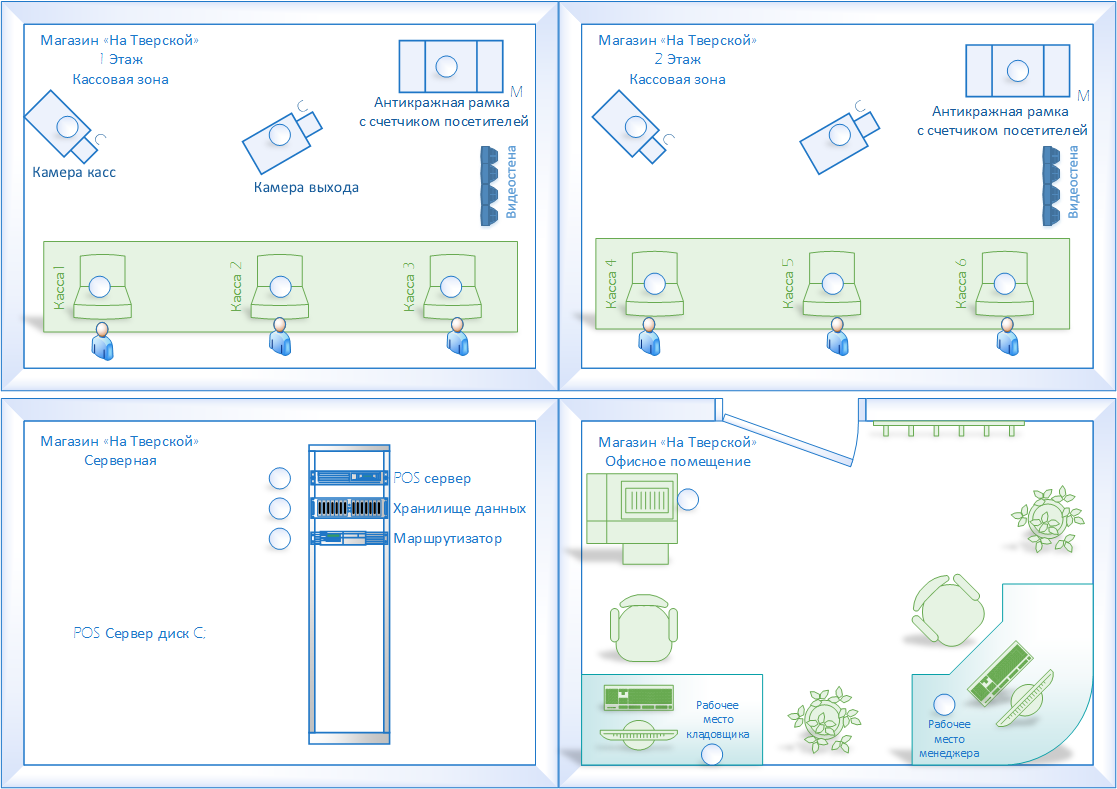 Магазин «На Тверской»
1 Этаж
Кассовая зона
С
Камера касс
С
Камера выхода
М
Антикражная рамка
с счетчиком посетителей
Видеостена
Касса1
Касса 2
Касса 3
Магазин «На Тверской»
2 Этаж
Кассовая зона
С
С
М
Антикражная рамка
с счетчиком посетителей
Видеостена
Касса 4
Касса 5
Касса 6
Магазин «На Тверской»
Серверная
POS сервер
Хранилище данных
Маршрутизатор
POS Сервер диск C;
Магазин «На Тверской»
Офисное помещение
Рабочее
место
кладовщика
Рабочее
место
менеджера